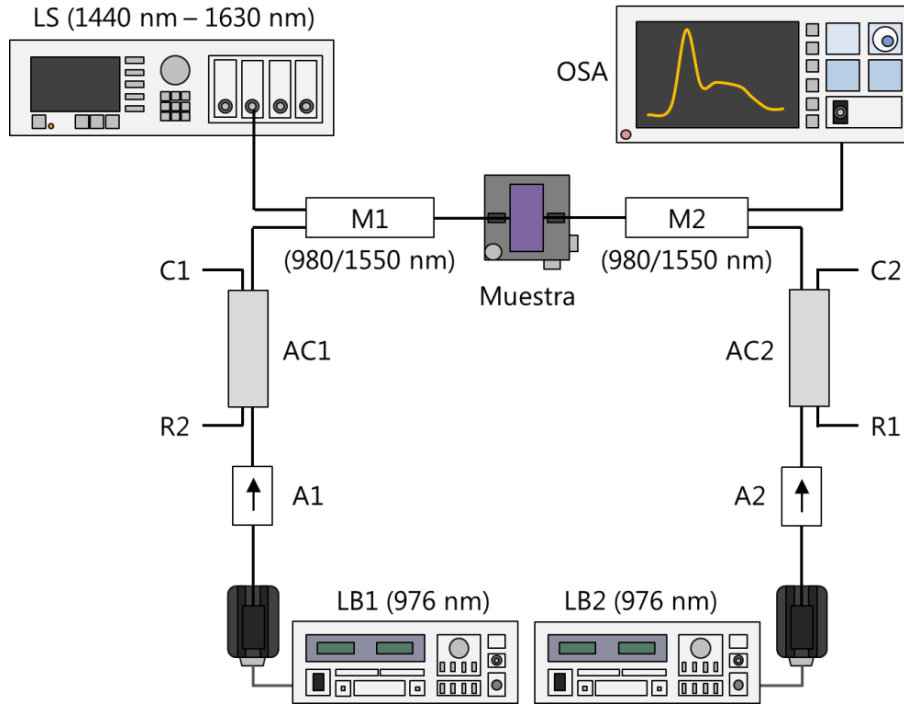 LS (1440 nm – 1630 nm)
OSA
M1
M2
(980/1550 nm)
(980/1550 nm)
Muestra
C1
C2
AC1
AC2
R2
R1
A1
A2
LB1 (976 nm)
LB2 (976 nm)